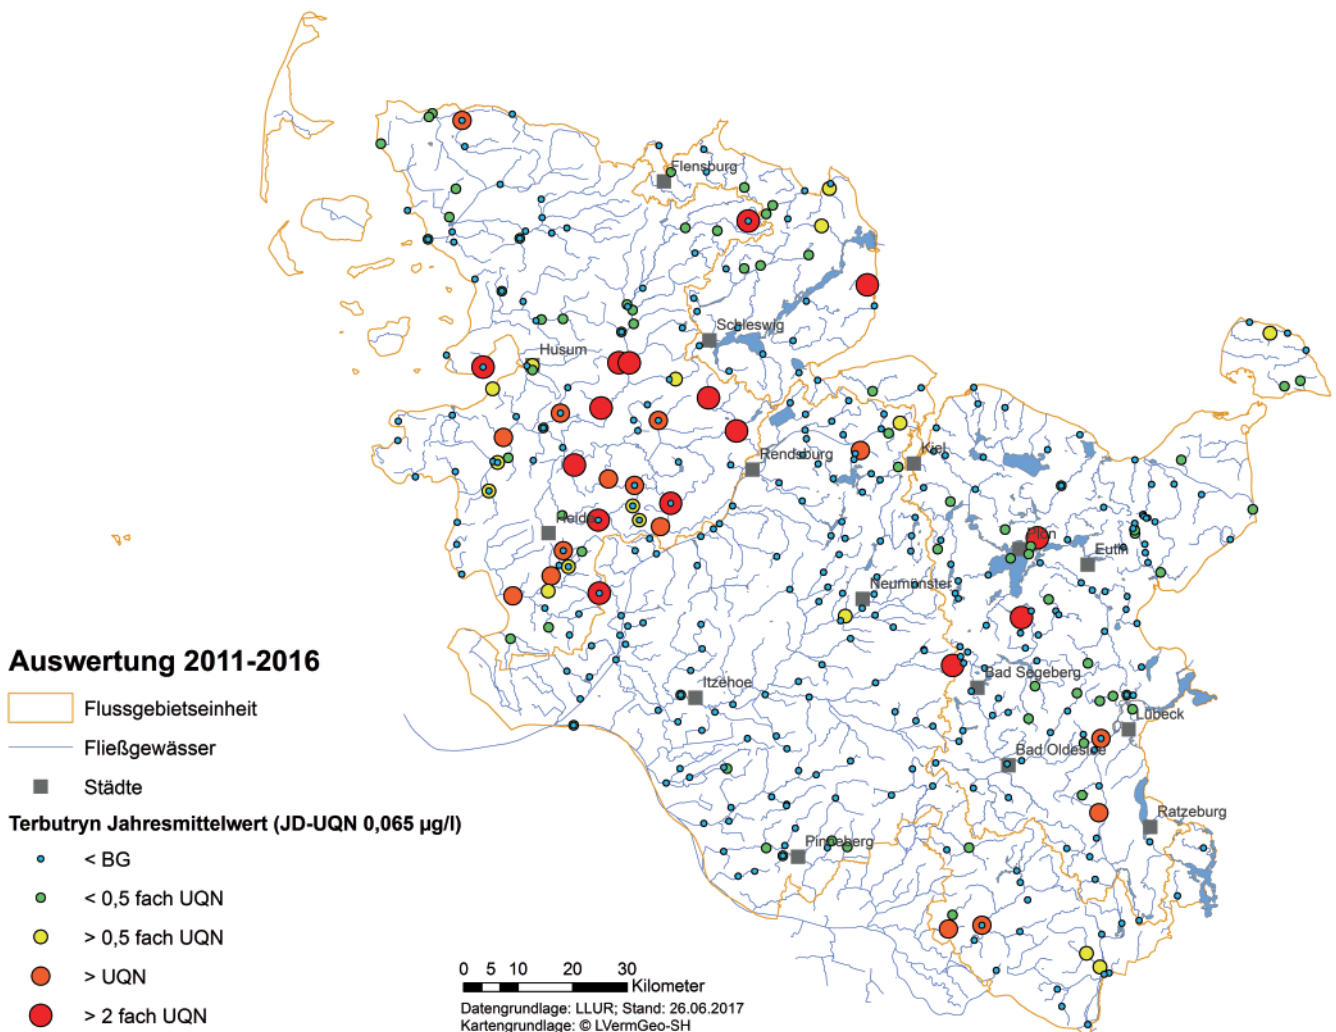 Flensburg
Schleswig
Husum
Rendsburg
Kiel
Heide
Plön
Eutin
Neumünster
Bad Segeberg
Itzehoe
Lübeck
Bad Oldesloe
Ratzeburg
Pinneberg
Auswertung 2011-2016
Flussgebietseinheit
Fließgewässer
Städte
Terbutryn Jahresmittelwert (JD-UQN 0,065 µg/l)
< BG
< 0,5 fach UQN
> 0,5 fach UQN
> UQN
> 2 fach UQN
0 5 10 20 30
Kilometer
Datengrundlage: LLUR; Stand: 26.06.2017
Kartengrundlage: © LVermGeo-SH